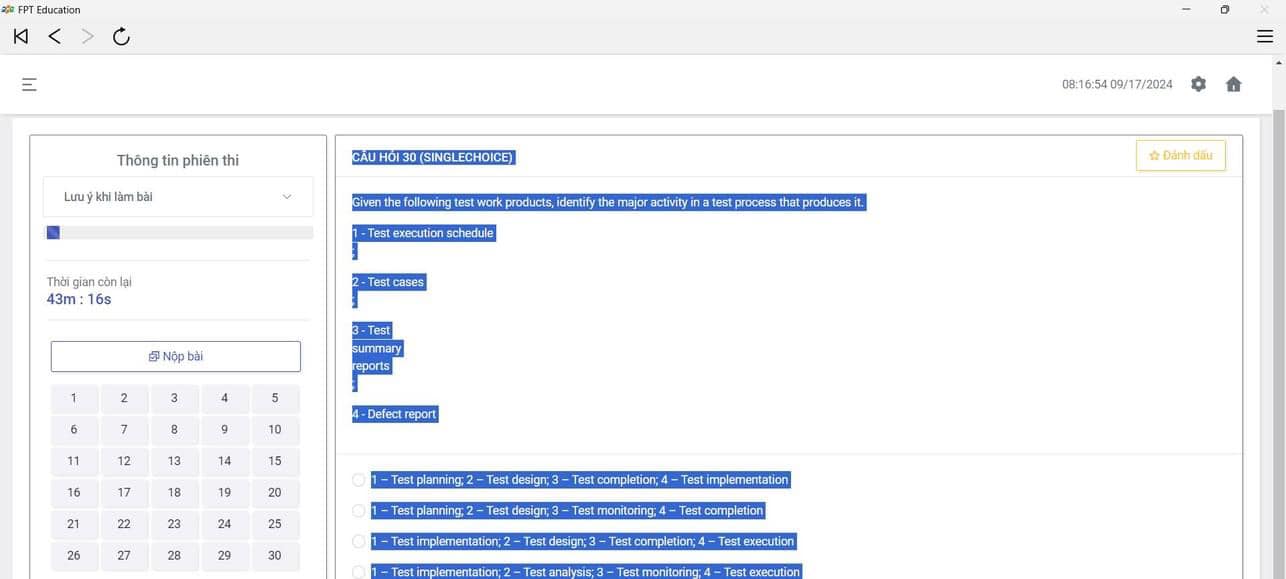 FPT Education
08:16:54 09/17/2024
Thông tin phiên thi
Lưu ý khi làm bài
Thời gian còn lại
43m : 16s
Nộp bài
1 2 3 4 5
6 7 8 9 10
11 12 13 14 15
16 17 18 19 20
21 22 23 24 25
26 27 28 29 30
CÂU HỎI 30 (SINGLECHOICE)
Đánh dấu
Given the following test work products, identify the major activity in a test process that produces it.
1 - Test execution schedule
;
2 - Test cases
;
3 - Test
summary
reports
;
4 - Defect report
1 – Test planning; 2 – Test design; 3 – Test completion; 4 – Test implementation
1 – Test planning; 2 – Test design; 3 – Test monitoring; 4 – Test completion
1 – Test implementation; 2 – Test design; 3 – Test completion; 4 – Test execution
1 – Test implementation; 2 – Test analysis; 3 – Test monitoring; 4 – Test execution